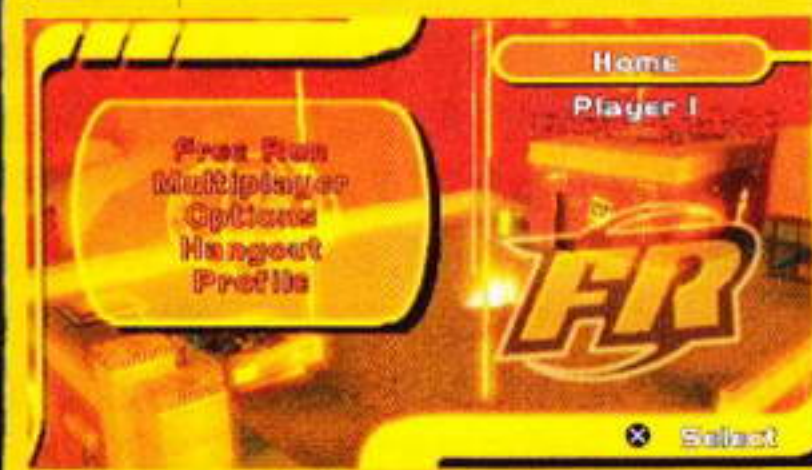 Home
Player 1
Free Run
Multiplayer
Options
Hangout
Profile
FR
Select